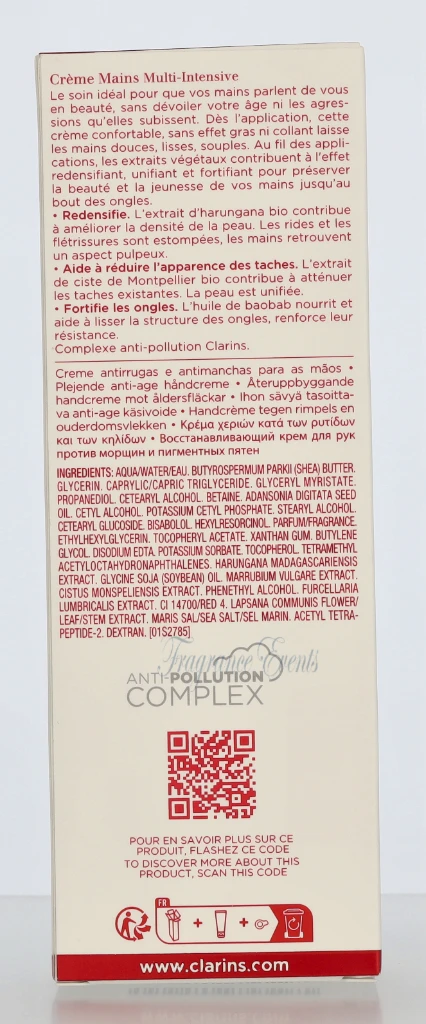 Crème Mains Multi-Intensive
Le soin idéal pour que vos mains parlent de vous
en beauté, sans dévoiler votre âge ni les agres-
sions qu'elles subissent. Dès l'application, cette
crème confortable, sans effet gras ni collant laisse
les mains douces, lisses, souples. Au fil des appli-
cations, les extraits végétaux contribuent à l'effet
redensifiant, unifiant et fortifiant pour préserver
la beauté et la jeunesse de vos mains jusqu'au
bout des ongles.
• Redensifie. L'extrait d'harungana bio contribue
à améliorer la densité de la peau. Les rides et les
flétrissures sont estompées, les mains retrouvent
un aspect pulpeux.
• Aide à réduire l'apparence des taches. L'extrait
de ciste de Montpellier bio contribue à atténuer
les taches existantes. La peau est unifiée.
• Fortifie les ongles. L'huile de baobab nourrit et
aide à lisser la structure des ongles, renforce leur
résistance.
Complexe anti-pollution Clarins.
Creme antirrugas e antimanchas para as mãos •
Plejende anti-age håndcreme • Återuppbyggande
handcreme mot åldersfläckar • Ihon sävyä tasoitta-
va anti-age käsivoide • Handcrème tegen rimpels en
ouderdomsvlekken • Κρέμα χεριών κατά των ρυτίδων
και των κηλίδων • Восстанавливающий крем для рук
против морщин и пигментных пятен
INGREDIENTS: AQUA/WATER/EAU. BUTYROSPERMUM PARKII (SHEA) BUTTER.
GLYCERIN. CAPRYLIC/CAPRIC TRIGLYCERIDE. GLYCERYL MYRISTATE.
PROPANEDIOL. CETEARYL ALCOHOL. BETAINE. ADANSONIA DIGITATA SEED
OIL. CETYL ALCOHOL. POTASSIUM CETYL PHOSPHATE. STEARYL ALCOHOL.
CETEARYL GLUCOSIDE. BISABOLOL. HEXYLRESORCINOL. PARFUM/FRAGRANCE.
ETHYLHEXYLGLYCERIN. TOCOPHERYL ACETATE. XANTHAN GUM. BUTYLENE
GLYCOL. DISODIUM EDTA. POTASSIUM SORBATE. TOCOPHEROL. TETRAMETHYL
ACETYLOCTAHYDRONAPHTHALENES. HARUNGANA MADAGASCARIENSIS
EXTRACT. GLYCINE SOJA (SOYBEAN) OIL. MARRUBIUM VULGARE EXTRACT.
CISTUS MONSPELIENSIS EXTRACT. PHENETHYL ALCOHOL. FURCELLARIA
LUMBRICALIS EXTRACT. CI 14700/RED 4. LAPSANA COMMUNIS FLOWER/
LEAF/STEM EXTRACT. MARIS SAL/SEA SALT/SEL MARIN. ACETYL TETRA-
PEPTIDE-2. DEXTRAN. [01S2785]
Fragrance Events
ANTI-POLLUTION
COMPLEX
POUR EN SAVOIR PLUS SUR CE
PRODUIT, FLASHEZ CE CODE
TO DISCOVER MORE ABOUT THIS
PRODUCT, SCAN THIS CODE
FR
+ +
www.clarins.com